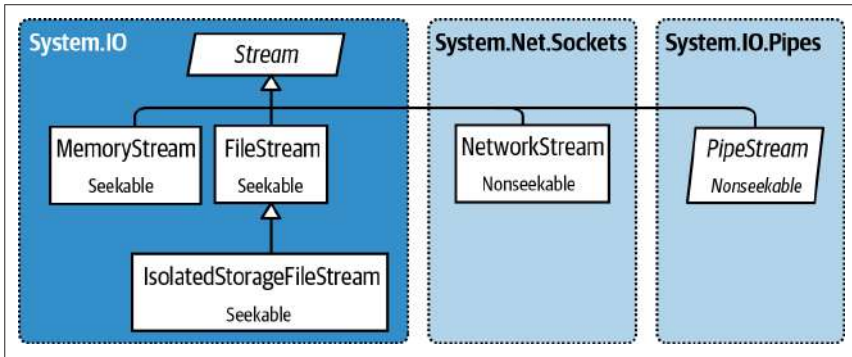 System.IO
Stream
System.Net.Sockets
System.IO.Pipes
MemoryStream
Seekable
FileStream
Seekable
NetworkStream
Nonseekable
PipeStream
Nonseekable
IsolatedStorageFileStream
Seekable